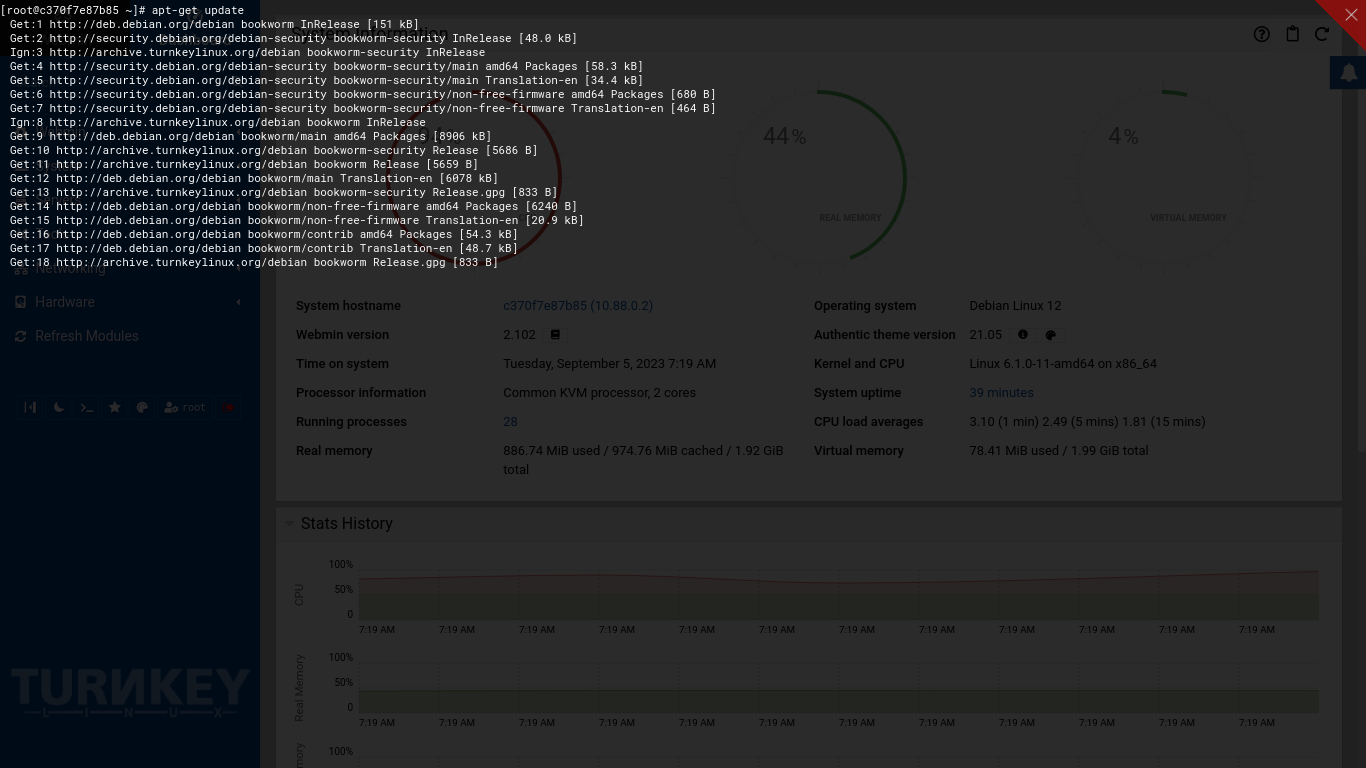 [root@c370f7e87b85 ~]# apt-get update
Get:1 http://deb.debian.org/debian bookworm InRelease [151 kB]
Get:2 http://security.debian.org/debian-security bookworm-security InRelease [48.0 kB]
Ign:3 http://archive.turnkeylinux.org/debian bookworm-security InRelease
Get:4 http://security.debian.org/debian-security bookworm-security/main amd64 Packages [58.3 kB]
Get:5 http://security.debian.org/debian-security bookworm-security/main Translation-en [34.4 kB]
Get:6 http://security.debian.org/debian-security bookworm-security/non-free-firmware amd64 Packages [680 B]
Get:7 http://security.debian.org/debian-security bookworm-security/non-free-firmware Translation-en [464 B]
Ign:8 http://archive.turnkeylinux.org/debian bookworm InRelease
Get:9 http://deb.debian.org/debian bookworm/main amd64 Packages [8906 kB]
Get:10 http://archive.turnkeylinux.org/debian bookworm-security Release [5686 B]
Get:11 http://archive.turnkeylinux.org/debian bookworm Release [5659 B]
Get:12 http://deb.debian.org/debian bookworm/main Translation-en [6078 kB]
Get:13 http://archive.turnkeylinux.org/debian bookworm-security Release.gpg [833 B]
Get:14 http://deb.debian.org/debian bookworm/non-free-firmware amd64 Packages [6240 B]
Get:15 http://deb.debian.org/debian bookworm/non-free-firmware Translation-en [20.9 kB]
Get:16 http://deb.debian.org/debian bookworm/contrib amd64 Packages [54.3 kB]
Get:17 http://deb.debian.org/debian bookworm/contrib Translation-en [48.7 kB]
Get:18 http://archive.turnkeylinux.org/debian bookworm Release.gpg [833 B]
System Information
44%
REAL MEMORY
4%
VIRTUAL MEMORY
Networking
Hardware
Refresh Modules
root
TURNKEY
LINUX
System hostname c370f7e87b85 (10.88.0.2) Operating system Debian Linux 12
Webmin version 2.102 Authentic theme version 21.05
Time on system Tuesday, September 5, 2023 7:19 AM Kernel and CPU Linux 6.1.0-11-amd64 on x86_64
Processor information Common KVM processor, 2 cores System uptime 39 minutes
Running processes 28 CPU load averages 3.10 (1 min) 2.49 (5 mins) 1.81 (15 mins)
Real memory 886.74 MiB used / 974.76 MiB cached / 1.92 GiB Virtual memory 78.41 MiB used / 1.99 GiB total
total
Stats History
CPU
100%
50%
0
7:19 AM 7:19 AM 7:19 AM 7:19 AM 7:19 AM 7:19 AM 7:19 AM 7:19 AM 7:19 AM 7:19 AM 7:19 AM 7:19 AM
Real Memory
100%
50%
0
7:19 AM 7:19 AM 7:19 AM 7:19 AM 7:19 AM 7:19 AM 7:19 AM 7:19 AM 7:19 AM 7:19 AM 7:19 AM 7:19 AM
100%